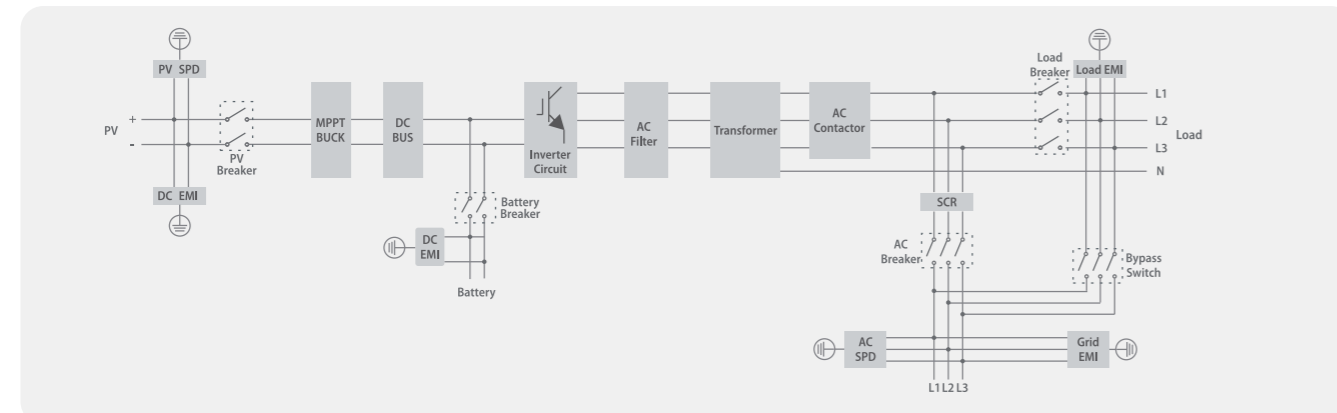 PV SPD
PV
+
-
PV
Breaker
DC EMI
MPPT
BUCK
DC
BUS
Battery
Breaker
DC
EMI
Battery
Inverter
Circuit
AC
Filter
Transformer
AC
Contactor
Load
Breaker
Load EMI
L1
L2
L3
N
Load
SCR
AC
Breaker
Bypass
Switch
AC
SPD
Grid
EMI
L1 L2 L3